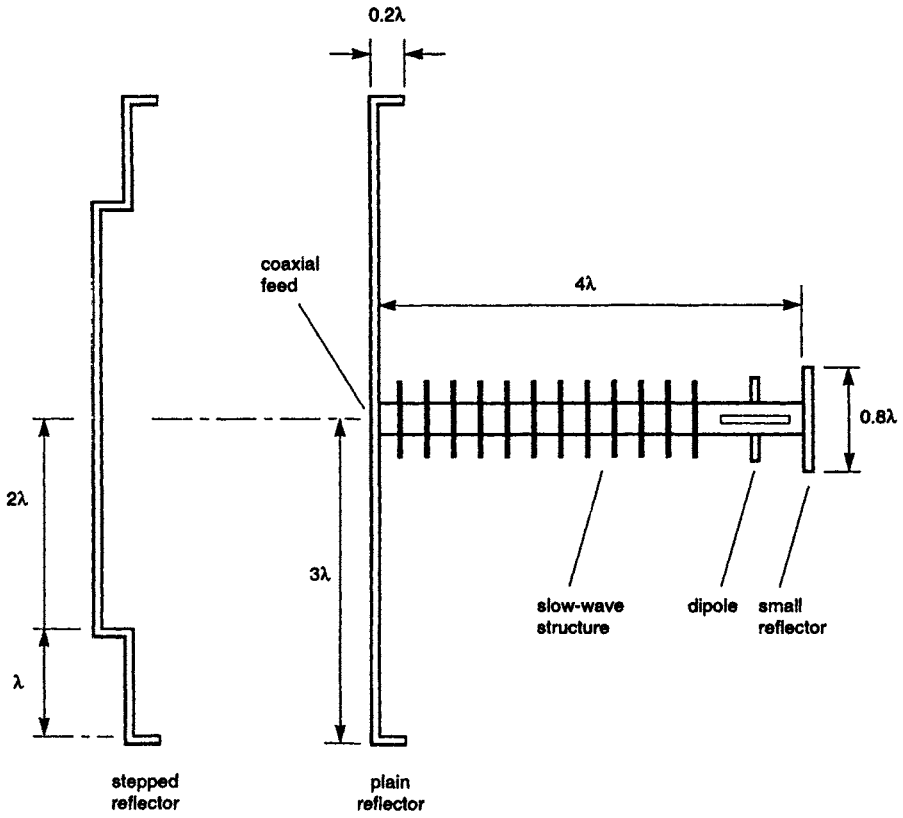 0.2λ
coaxial
feed
4λ
0.8λ
2λ
3λ
slow-wave
structure
dipole
small
reflector
λ
stepped
reflector
plain
reflector